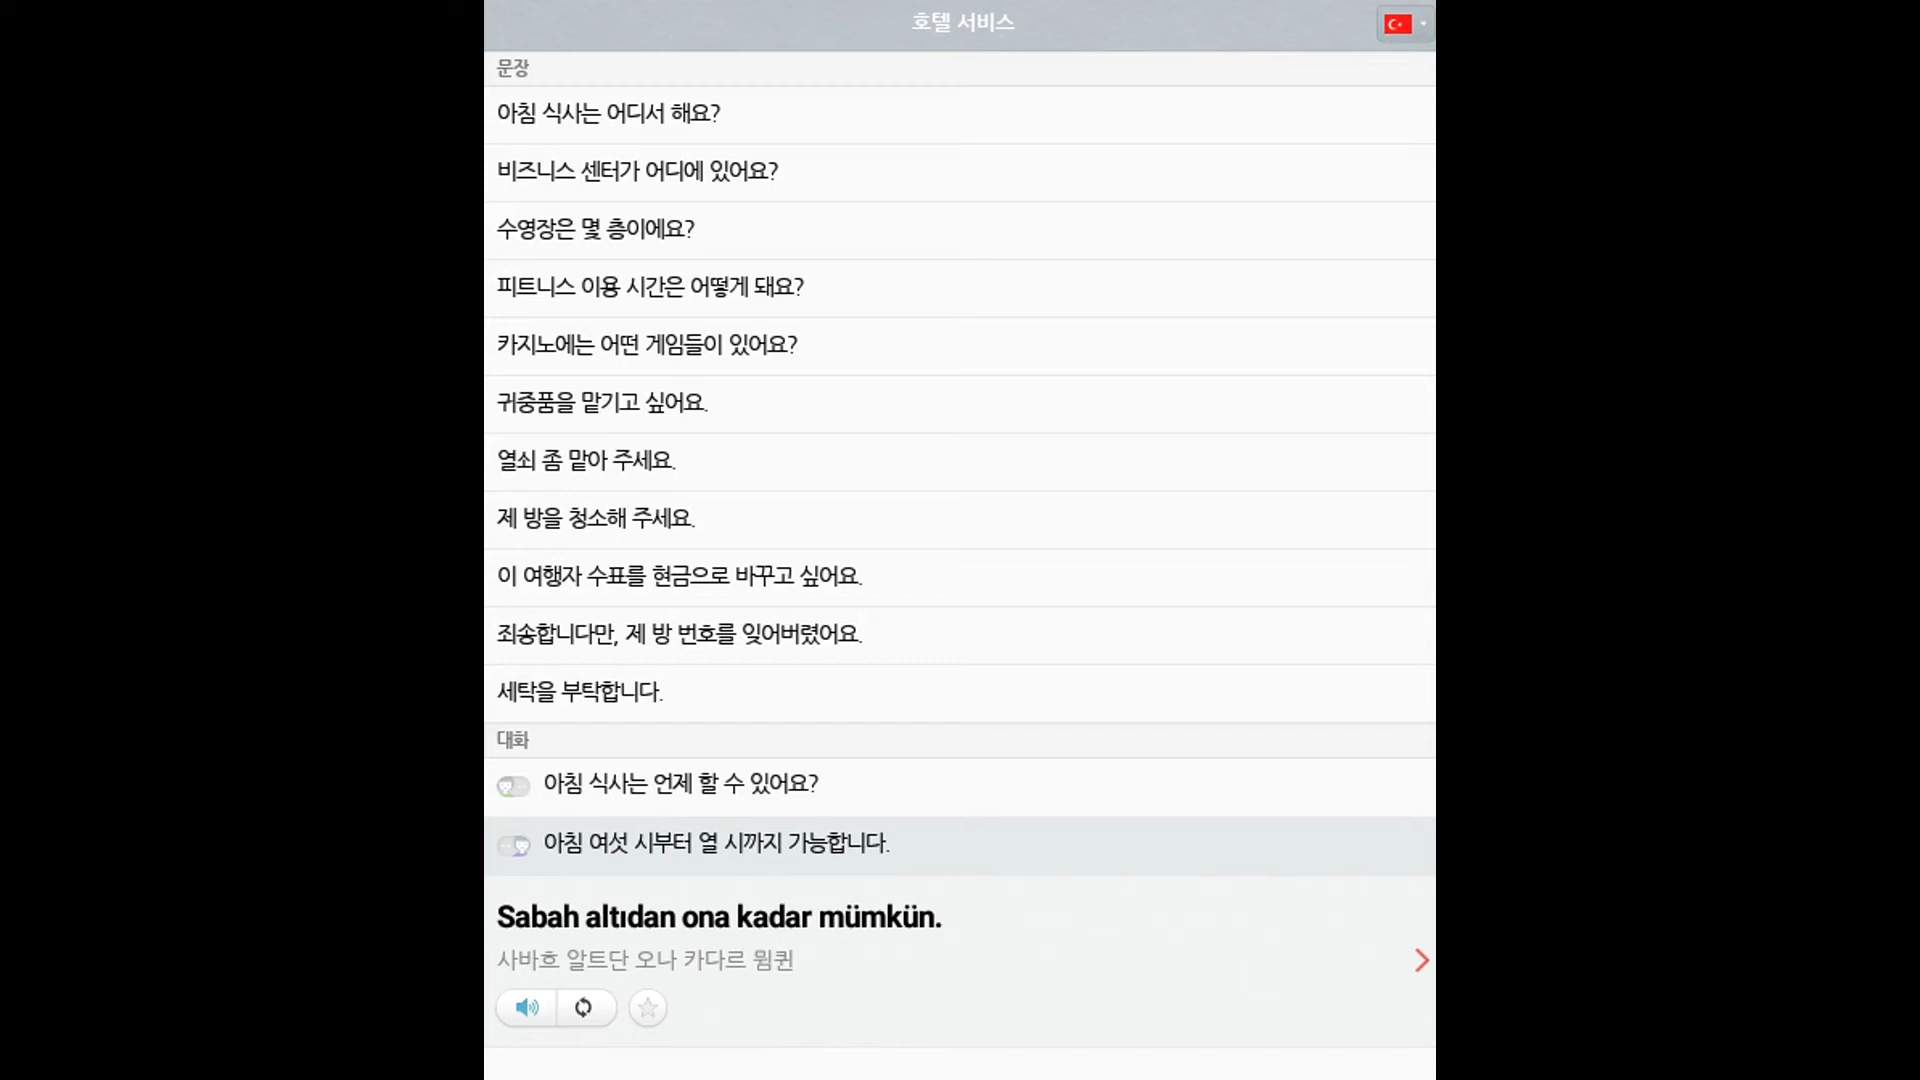 호텔 서비스
문장
아침 식사는 어디서 해요?
비즈니스 센터가 어디에 있어요?
수영장은 몇 층이에요?
피트니스 이용 시간은 어떻게 돼요?
카지노에는 어떤 게임들이 있어요?
귀중품을 맡기고 싶어요.
열쇠 좀 맡아 주세요.
제 방을 청소해 주세요.
이 여행자 수표를 현금으로 바꾸고 싶어요.
죄송합니다만, 제 방 번호를 잊어버렸어요.
세탁을 부탁합니다.
대화
아침 식사는 언제 할 수 있어요?
아침 여섯 시부터 열 시까지 가능합니다.
Sabah altıdan ona kadar mümkün.
사바흐 알트단 오나 카다르 뮘퀸